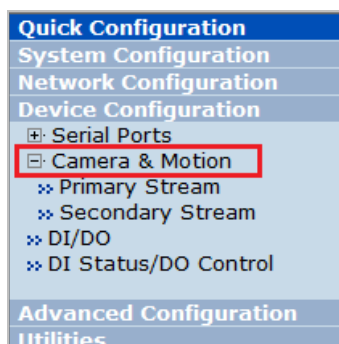 Quick Configuration
System Configuration
Network Configuration
Device Configuration
Serial Ports
Camera & Motion
Primary Stream
Secondary Stream
DI/DO
DI Status/DO Control
Advanced Configuration
Utilities